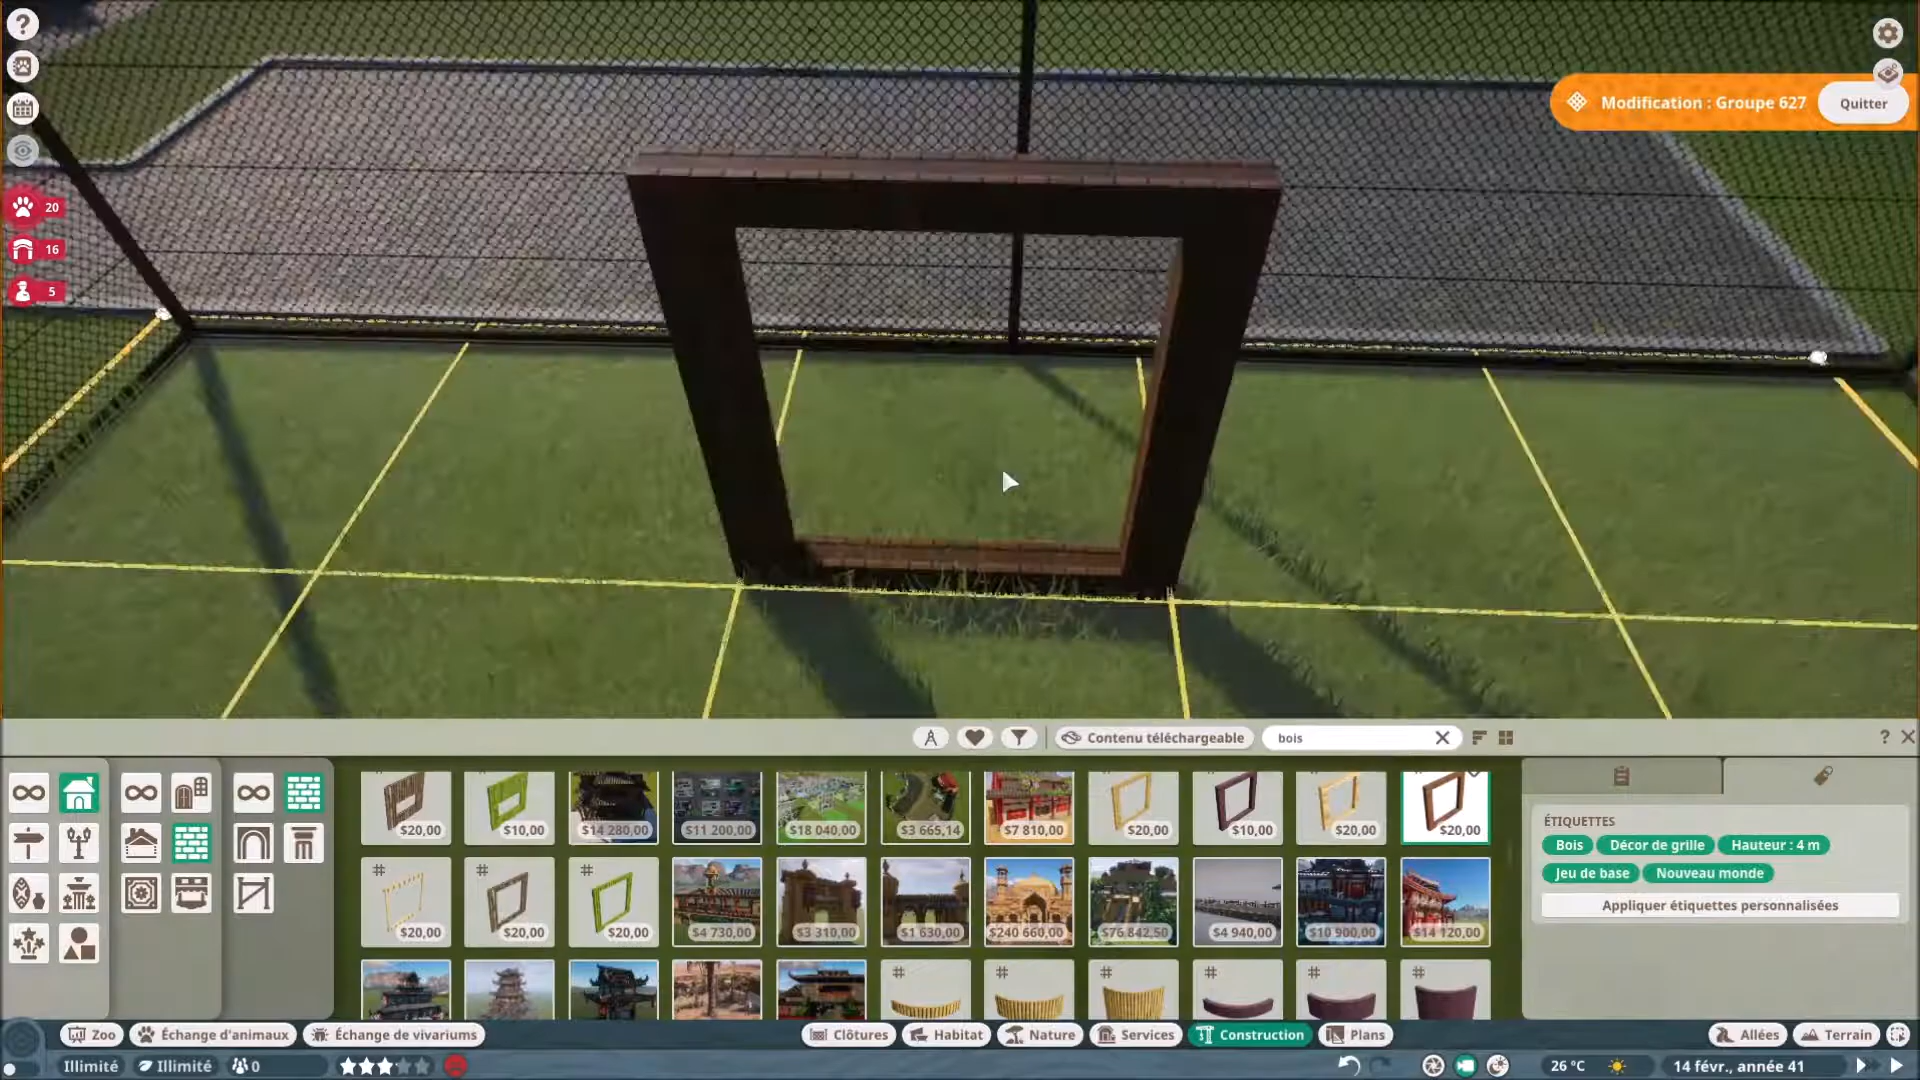 ?
Modification : Groupe 627
Quitter
20
16
5
Contenu téléchargeable
bois
?
$20,00
$10,00
$14 280,00
$11 200,00
$18 040,00
$3 665,14
$7 810,00
$20,00
$10,00
$20,00
$20,00
# $20,00
# $20,00
# $20,00
$4 730,00
$3 310,00
$1 630,00
$240 660,00
$76 842,50
$4 940,00
$10 900,00
$14 120,00
# # # # # #
ÉTIQUETTES
Bois Décor de grille Hauteur : 4 m
Jeu de base Nouveau monde
Appliquer étiquettes personnalisées
Zoo Échange d'animaux Échange de vivariums Clôtures Habitat Nature Services Construction Plans Allées Terrain
Illimité Illimité 0 26 °C 14 févr., année 41